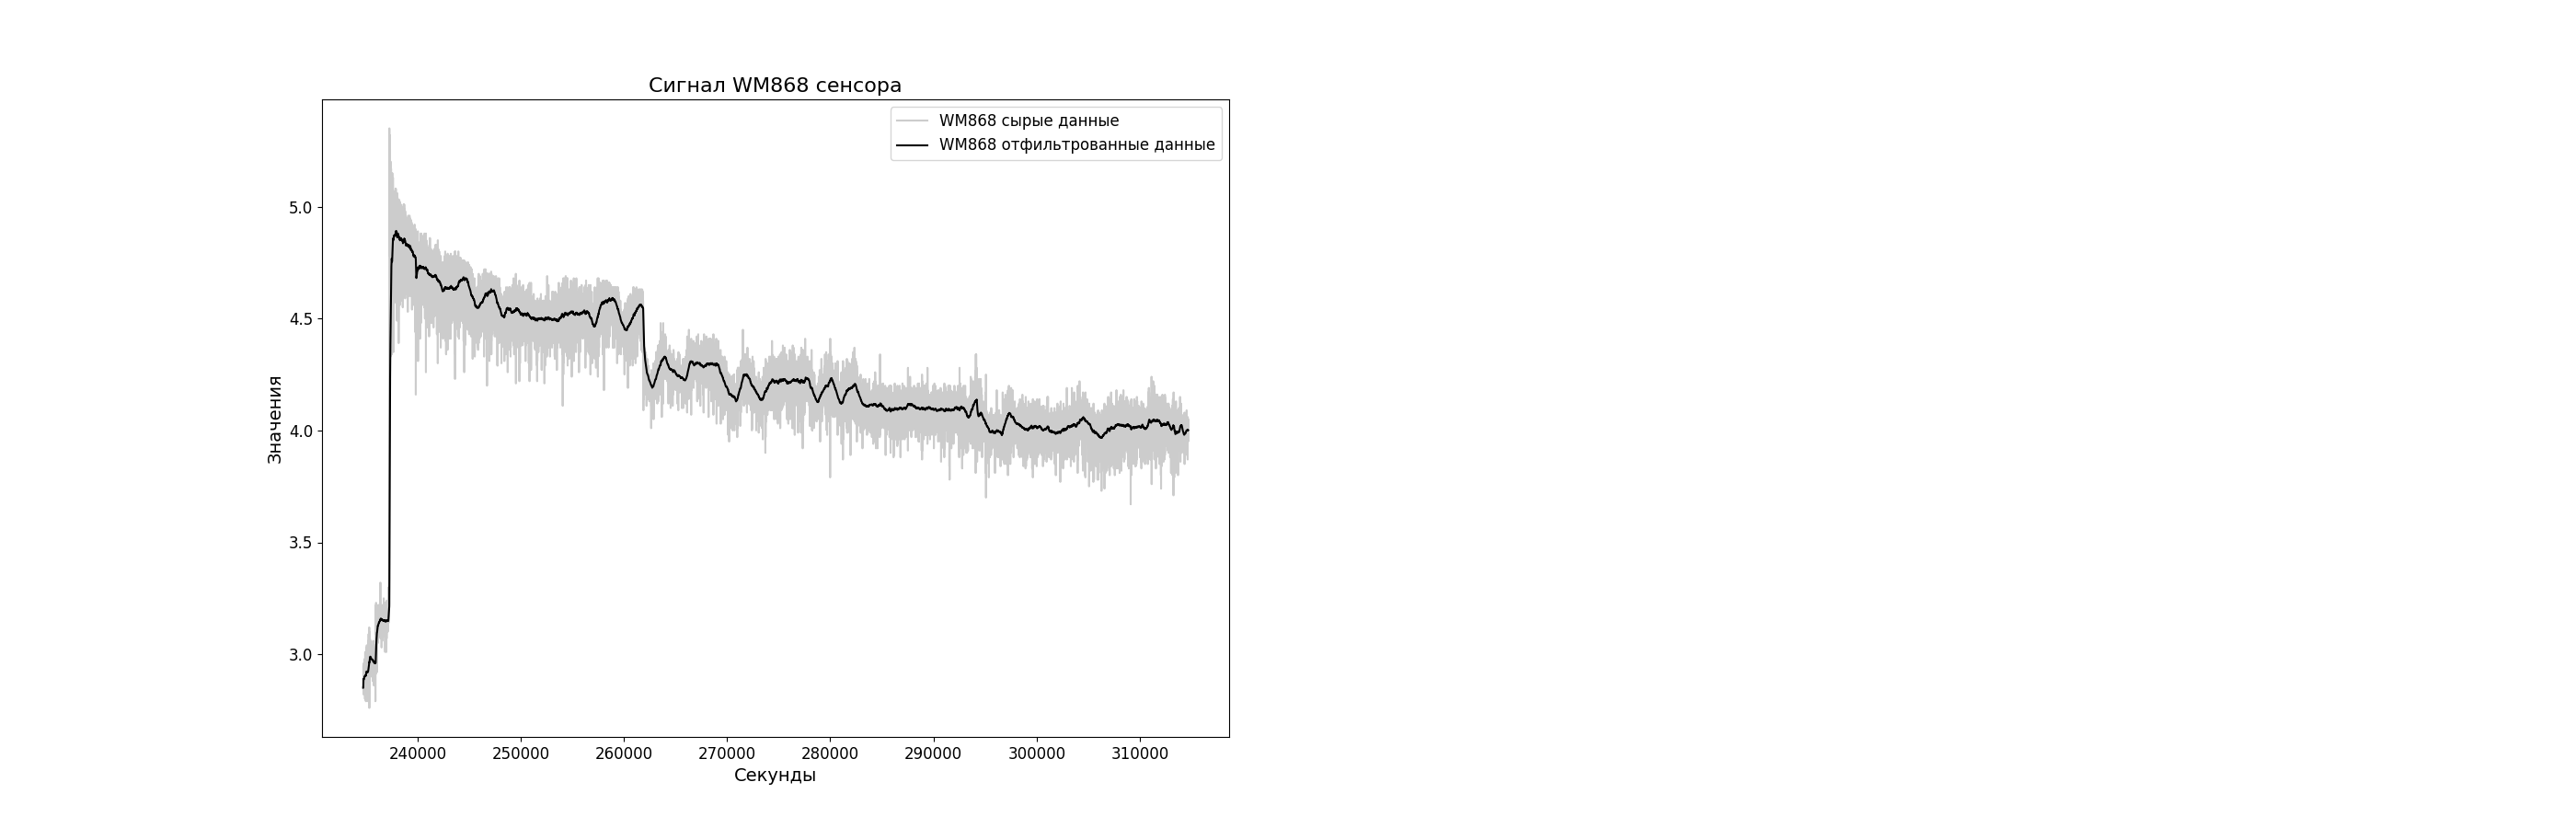 Сигнал WM868 сенсора
WM868 сырые данные
WM868 отфильтрованные данные
Значения
5.0
4.5
4.0
3.5
3.0
240000 250000 260000 270000 280000 290000 300000 310000
Секунды